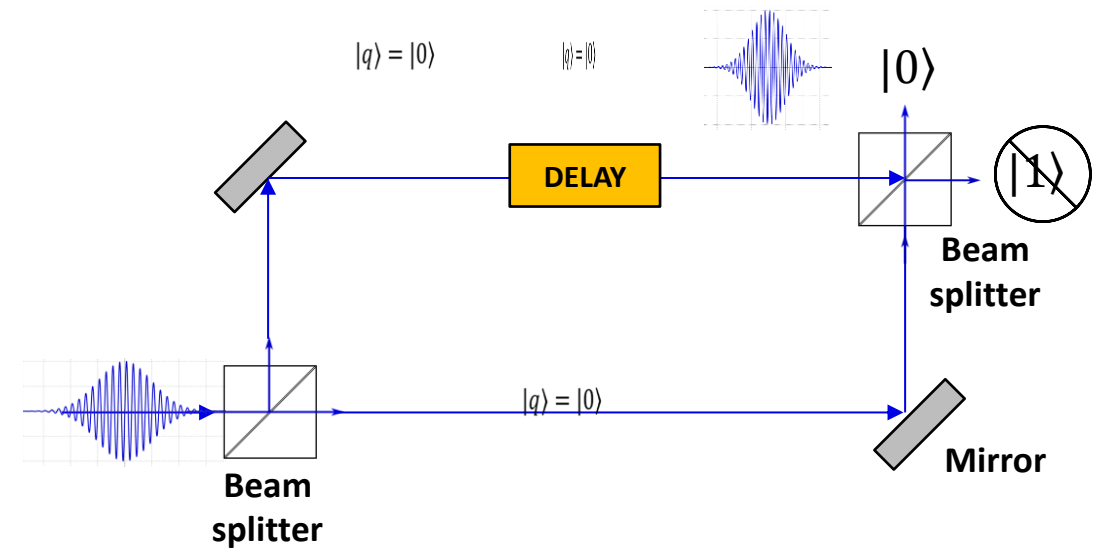 |q⟩ = |0⟩
|q⟩ = |0⟩
|0⟩
|1⟩
DELAY
Beam
splitter
|q⟩ = |0⟩
Mirror
Beam
splitter